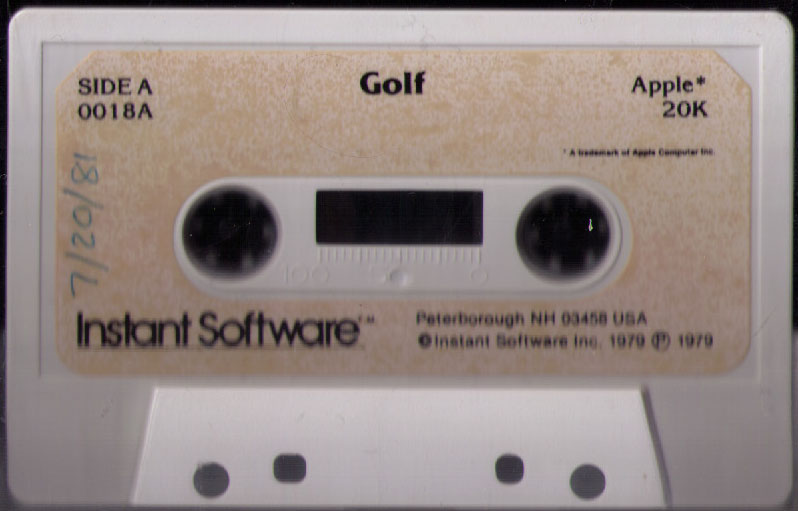 SIDE A
0018A
Golf
Apple*
20K
* A trademark of Apple Computer Inc.
7/20/81
100
Instant Software™
Peterborough NH 03458 USA
©Instant Software Inc. 1979 ℗ 1979